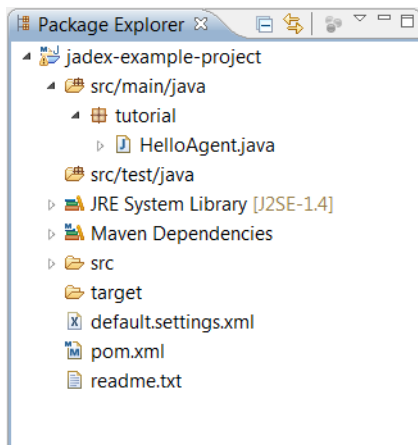 Package Explorer
jadex-example-project
src/main/java
tutorial
HelloAgent.java
src/test/java
JRE System Library [J2SE-1.4]
Maven Dependencies
src
target
default.settings.xml
pom.xml
readme.txt